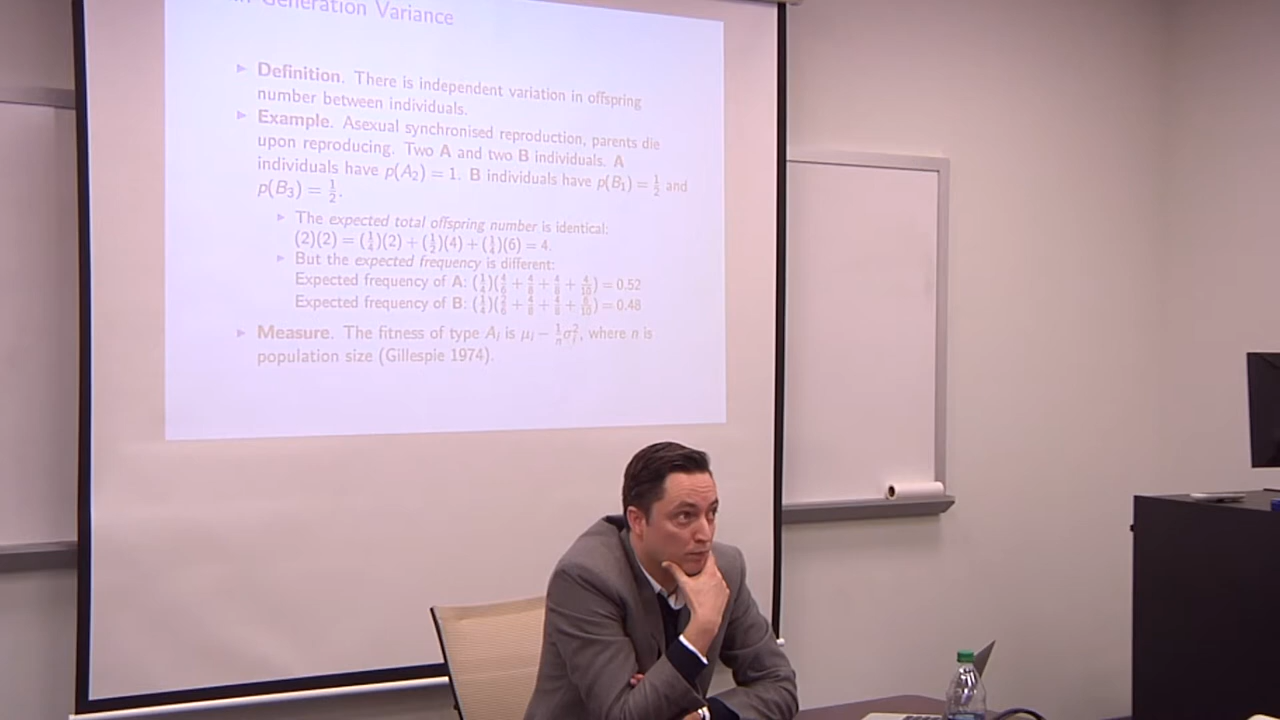 Generation Variance
▸ Definition. There is independent variation in offspring
number between individuals.
▸ Example. Asexual synchronised reproduction, parents die
upon reproducing. Two A and two B individuals. A
individuals have p(A₂) = 1. B individuals have p(B₁) = 1/2 and
p(B₃) = 1/2.
▸ The expected total offspring number is identical:
(2)(2) = (1/4)(2) + (1/2)(4) + (1/4)(6) = 4.
▸ But the expected frequency is different:
Expected frequency of A: (1/4)(4/6 + 4/8 + 4/8 + 4/10) = 0.52
Expected frequency of B: (1/4)(2/6 + 4/8 + 4/8 + 6/10) = 0.48
▸ Measure. The fitness of type Aᵢ is μᵢ − 1/n σᵢ², where n is
population size (Gillespie 1974).